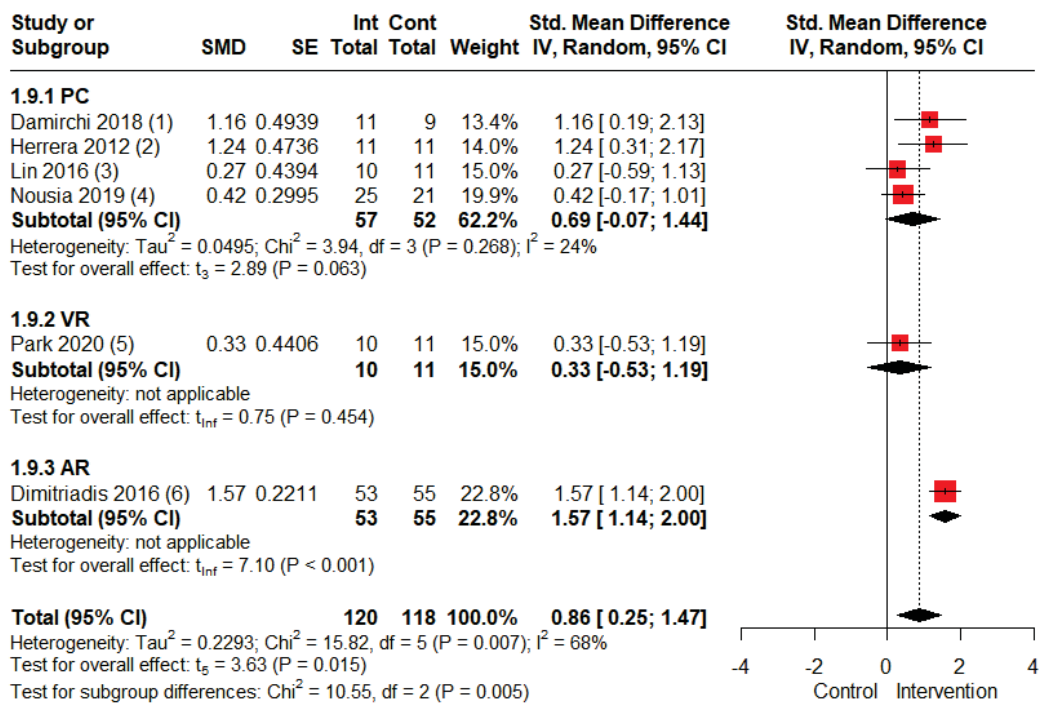 Study or Int Cont Std. Mean Difference Std. Mean Difference
Subgroup SMD SE Total Total Weight IV, Random, 95% CI IV, Random, 95% CI
1.9.1 PC
Damirchi 2018 (1) 1.16 0.4939 11 9 13.4% 1.16 [ 0.19; 2.13]
Herrera 2012 (2) 1.24 0.4736 11 11 14.0% 1.24 [ 0.31; 2.17]
Lin 2016 (3) 0.27 0.4394 10 11 15.0% 0.27 [-0.59; 1.13]
Nousia 2019 (4) 0.42 0.2995 25 21 19.9% 0.42 [-0.17; 1.01]
Subtotal (95% CI) 57 52 62.2% 0.69 [-0.07; 1.44]
Heterogeneity: Tau² = 0.0495; Chi² = 3.94, df = 3 (P = 0.268); I² = 24%
Test for overall effect: t₃ = 2.89 (P = 0.063)
1.9.2 VR
Park 2020 (5) 0.33 0.4406 10 11 15.0% 0.33 [-0.53; 1.19]
Subtotal (95% CI) 10 11 15.0% 0.33 [-0.53; 1.19]
Heterogeneity: not applicable
Test for overall effect: tInf = 0.75 (P = 0.454)
1.9.3 AR
Dimitriadis 2016 (6) 1.57 0.2211 53 55 22.8% 1.57 [ 1.14; 2.00]
Subtotal (95% CI) 53 55 22.8% 1.57 [ 1.14; 2.00]
Heterogeneity: not applicable
Test for overall effect: tInf = 7.10 (P < 0.001)
Total (95% CI) 120 118 100.0% 0.86 [ 0.25; 1.47]
Heterogeneity: Tau² = 0.2293; Chi² = 15.82, df = 5 (P = 0.007); I² = 68%
Test for overall effect: t₅ = 3.63 (P = 0.015)
Test for subgroup differences: Chi² = 10.55, df = 2 (P = 0.005)
-4 -2 0 2 4
Control Intervention